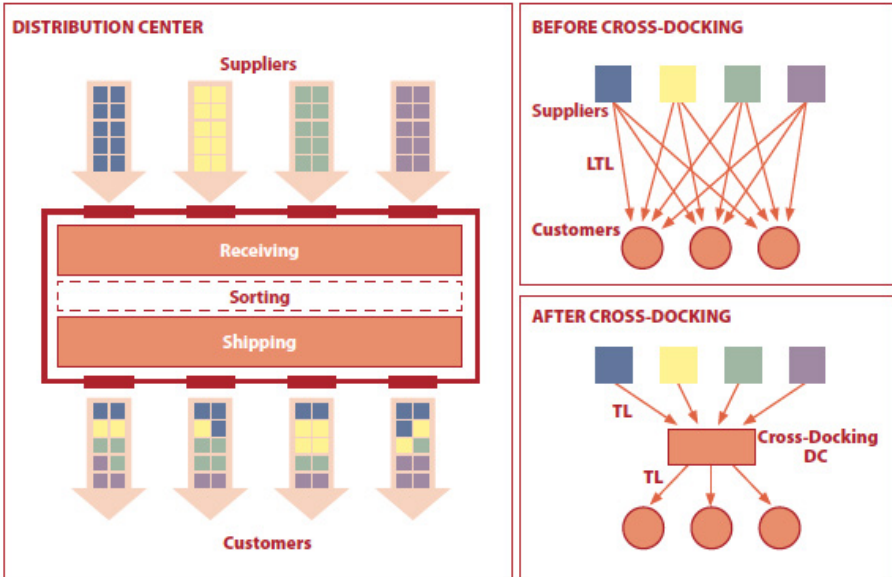 DISTRIBUTION CENTER
Suppliers
Receiving
Sorting
Shipping
Customers
BEFORE CROSS-DOCKING
Suppliers
LTL
Customers
AFTER CROSS-DOCKING
TL
Cross-Docking
DC
TL